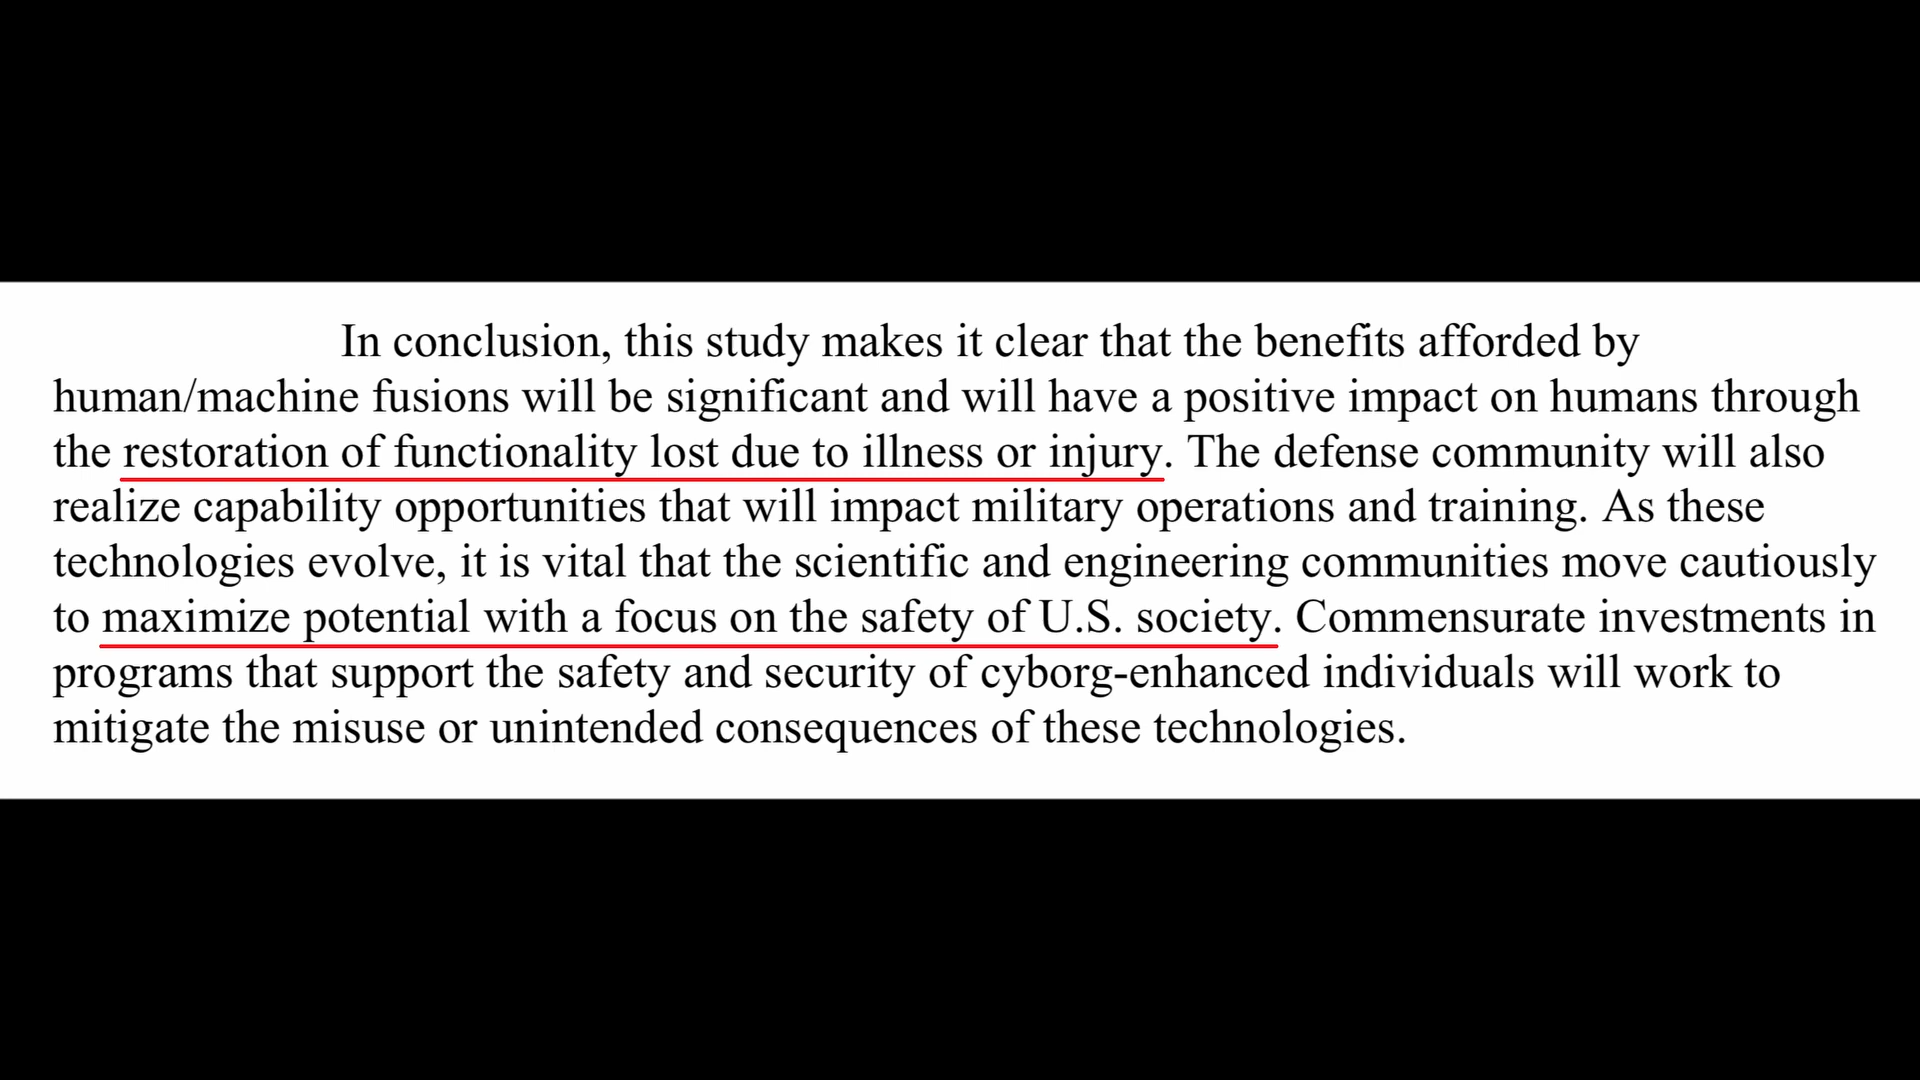 In conclusion, this study makes it clear that the benefits afforded by
human/machine fusions will be significant and will have a positive impact on humans through
the restoration of functionality lost due to illness or injury. The defense community will also
realize capability opportunities that will impact military operations and training. As these
technologies evolve, it is vital that the scientific and engineering communities move cautiously
to maximize potential with a focus on the safety of U.S. society. Commensurate investments in
programs that support the safety and security of cyborg-enhanced individuals will work to
mitigate the misuse or unintended consequences of these technologies.